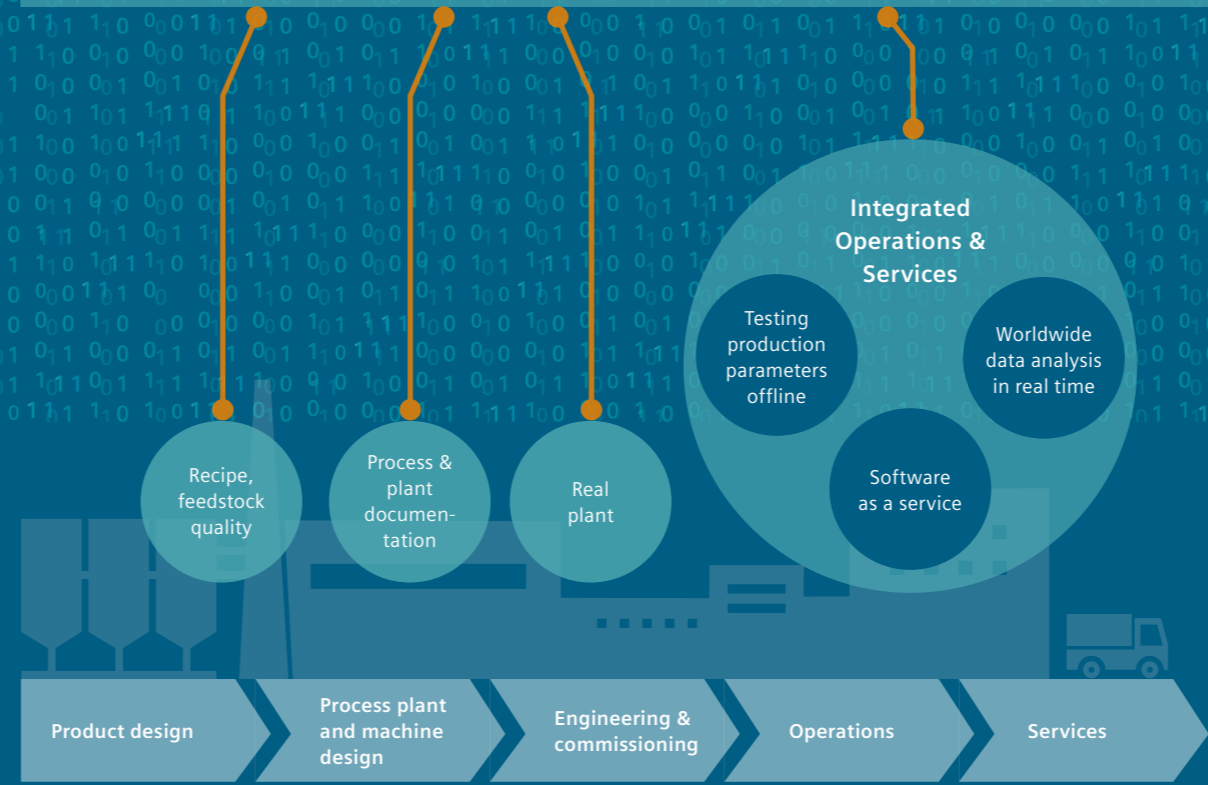 Integrated
Operations &
Services
Testing
production
parameters
offline
Worldwide
data analysis
in real time
Software
as a service
Recipe,
feedstock
quality
Process &
plant
documen-
tation
Real
plant
Product design
Process plant
and machine
design
Engineering &
commissioning
Operations
Services